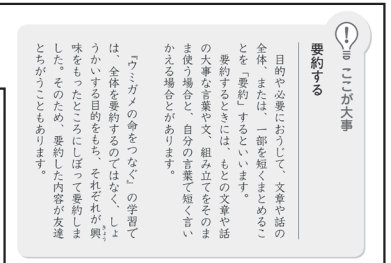 ここが大事
要約する
目的や必要におうじて、文章や話の
全体、または、一部を短くまとめるこ
とを「要約」するといいます。
要約するときには、もとの文章や話
の大事な言葉や文、組み立てをそのま
ま使う場合と、自分の言葉で短く言い
かえる場合とがあります。
『ウミガメの命をつなぐ』の学習で
は、全体を要約するのではなく、しょ
うかいする目的をもち、それぞれが興
きょう
味をもったところにしぼって要約しま
した。そのため、要約した内容が友達
とちがうこともあります。